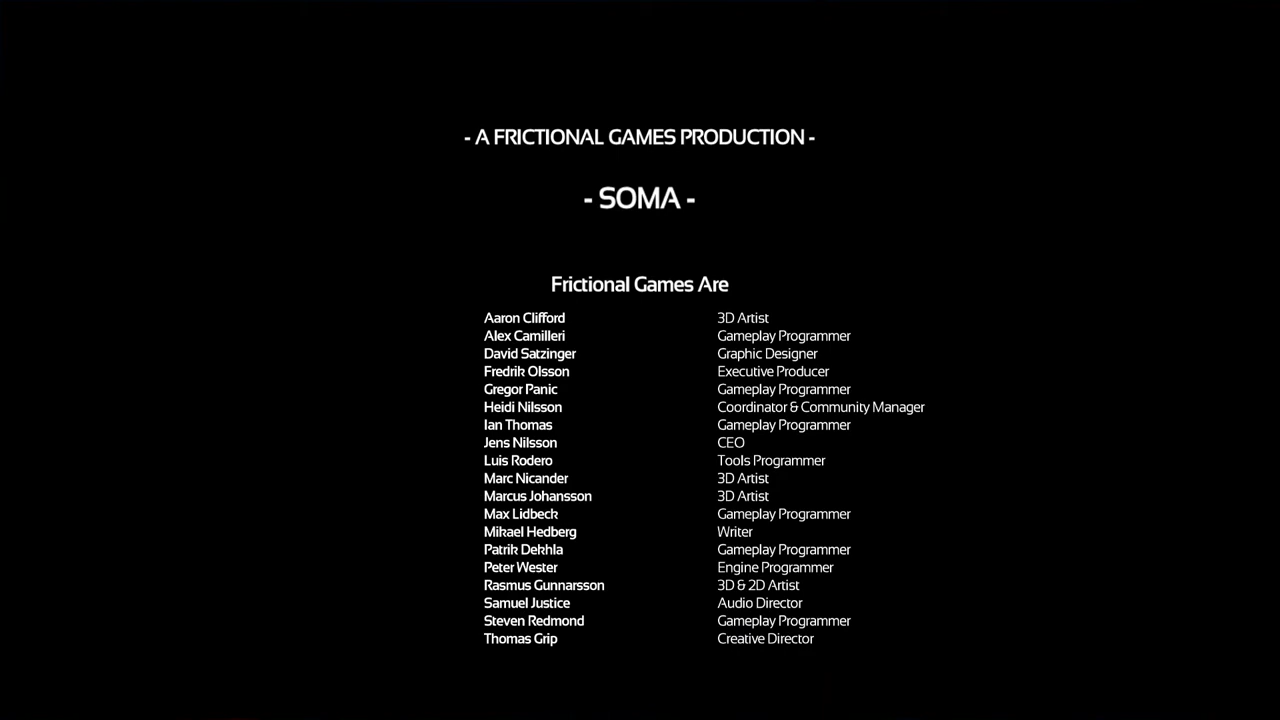 - A FRICTIONAL GAMES PRODUCTION -
- SOMA -
Frictional Games Are
Aaron Clifford 3D Artist
Alex Camilleri Gameplay Programmer
David Satzinger Graphic Designer
Fredrik Olsson Executive Producer
Gregor Panic Gameplay Programmer
Heidi Nilsson Coordinator & Community Manager
Ian Thomas Gameplay Programmer
Jens Nilsson CEO
Luis Rodero Tools Programmer
Marc Nicander 3D Artist
Marcus Johansson 3D Artist
Max Lidbeck Gameplay Programmer
Mikael Hedberg Writer
Patrik Dekhla Gameplay Programmer
Peter Wester Engine Programmer
Rasmus Gunnarsson 3D & 2D Artist
Samuel Justice Audio Director
Steven Redmond Gameplay Programmer
Thomas Grip Creative Director